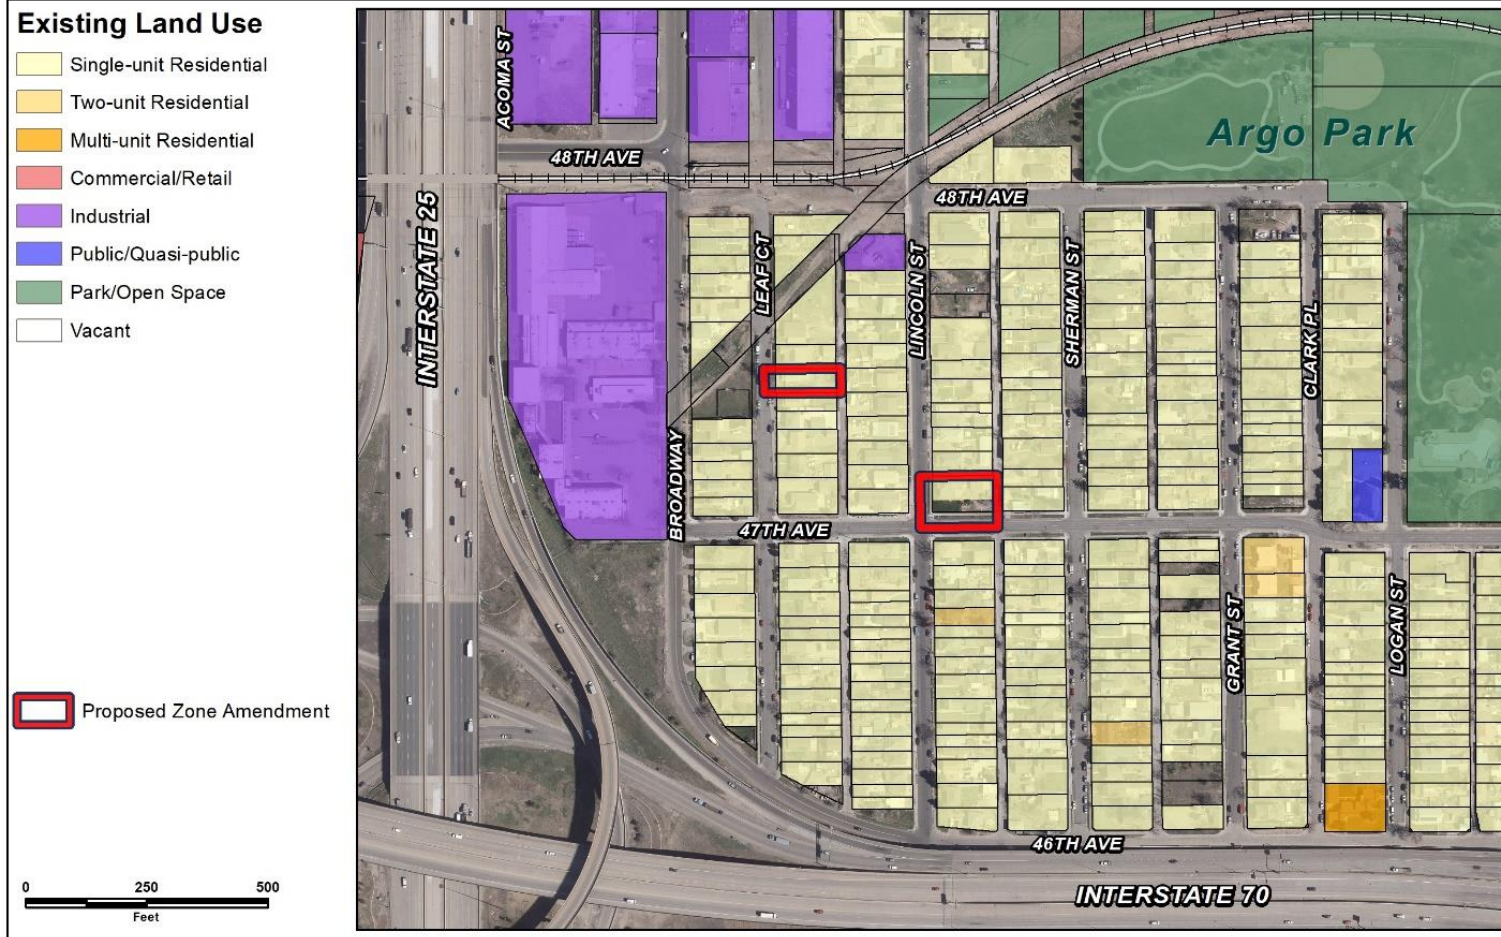 Existing Land Use
Single-unit Residential
Two-unit Residential
Multi-unit Residential
Commercial/Retail
Industrial
Public/Quasi-public
Park/Open Space
Vacant
Proposed Zone Amendment
0 250 500
Feet
ACOMA ST
48TH AVE
Argo Park
48TH AVE
INTERSTATE 25
LEAF CT
LINCOLN ST
SHERMAN ST
CLARK PL
BROADWAY
47TH AVE
GRANT ST
LOGAN ST
46TH AVE
INTERSTATE 70